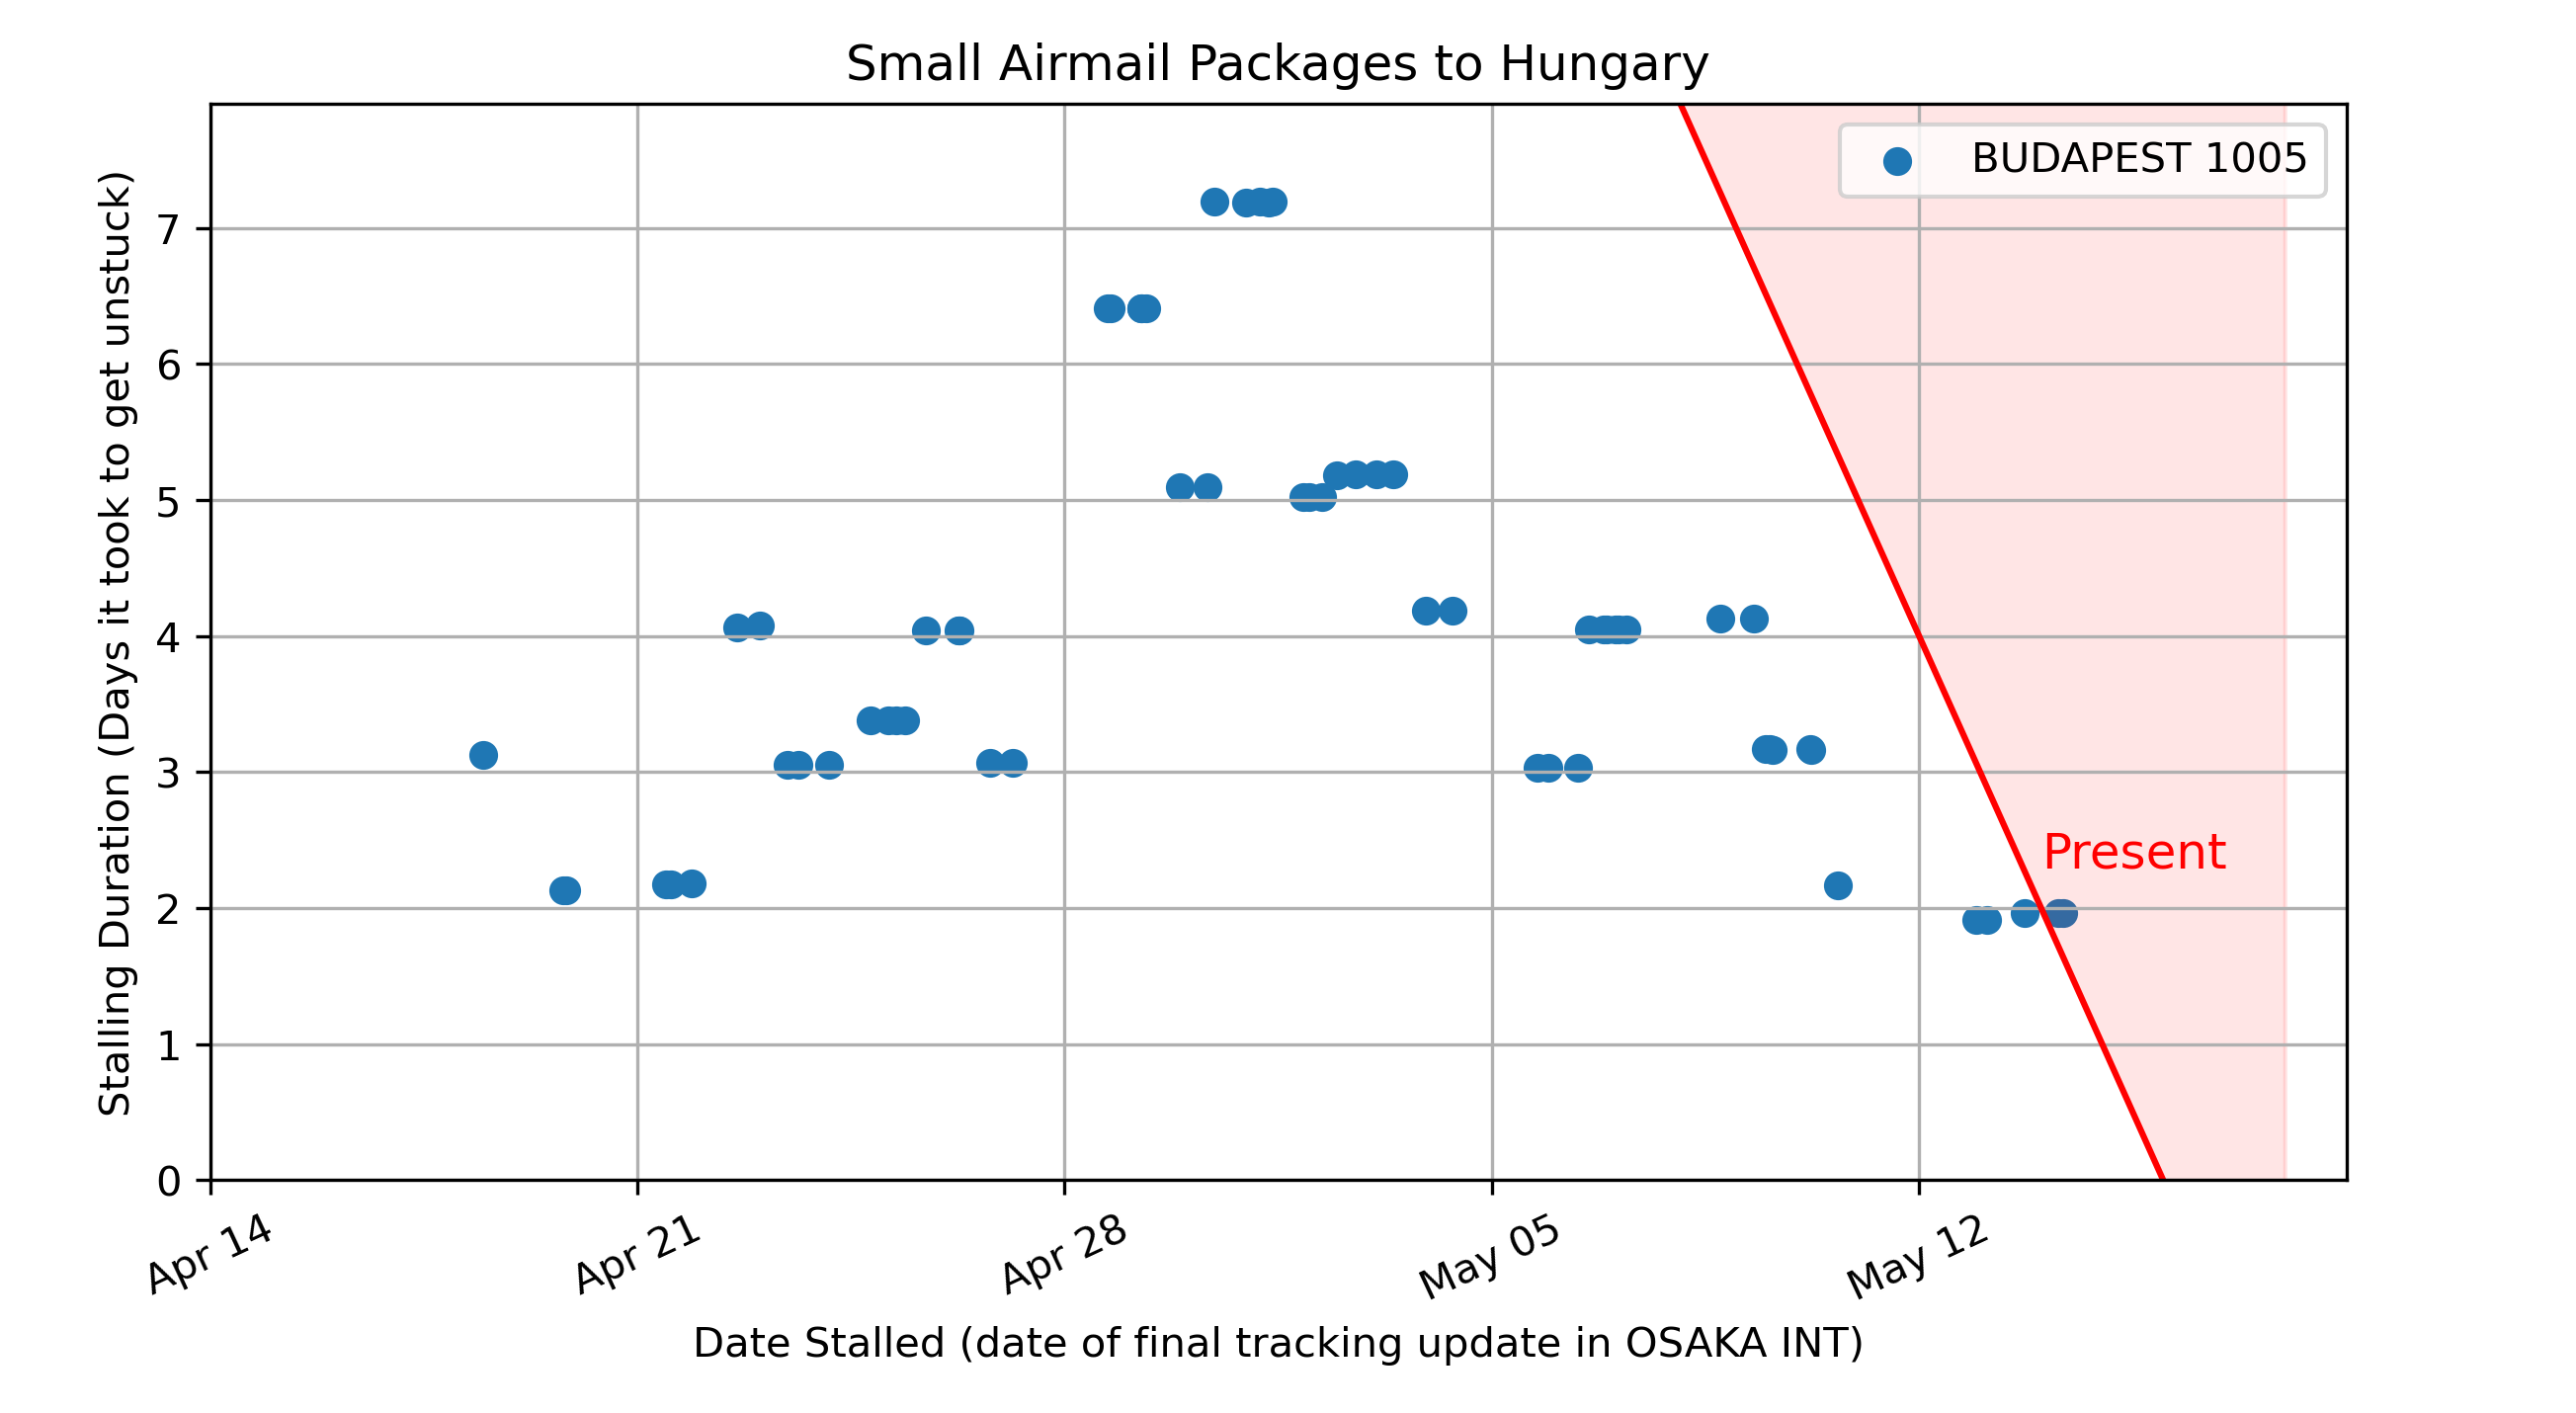 Small Airmail Packages to Hungary
BUDAPEST 1005
Stalling Duration (Days it took to get unstuck)
7
6
5
4
3
2
1
0
Present
Apr 14
Apr 21
Apr 28
May 05
May 12
Date Stalled (date of final tracking update in OSAKA INT)